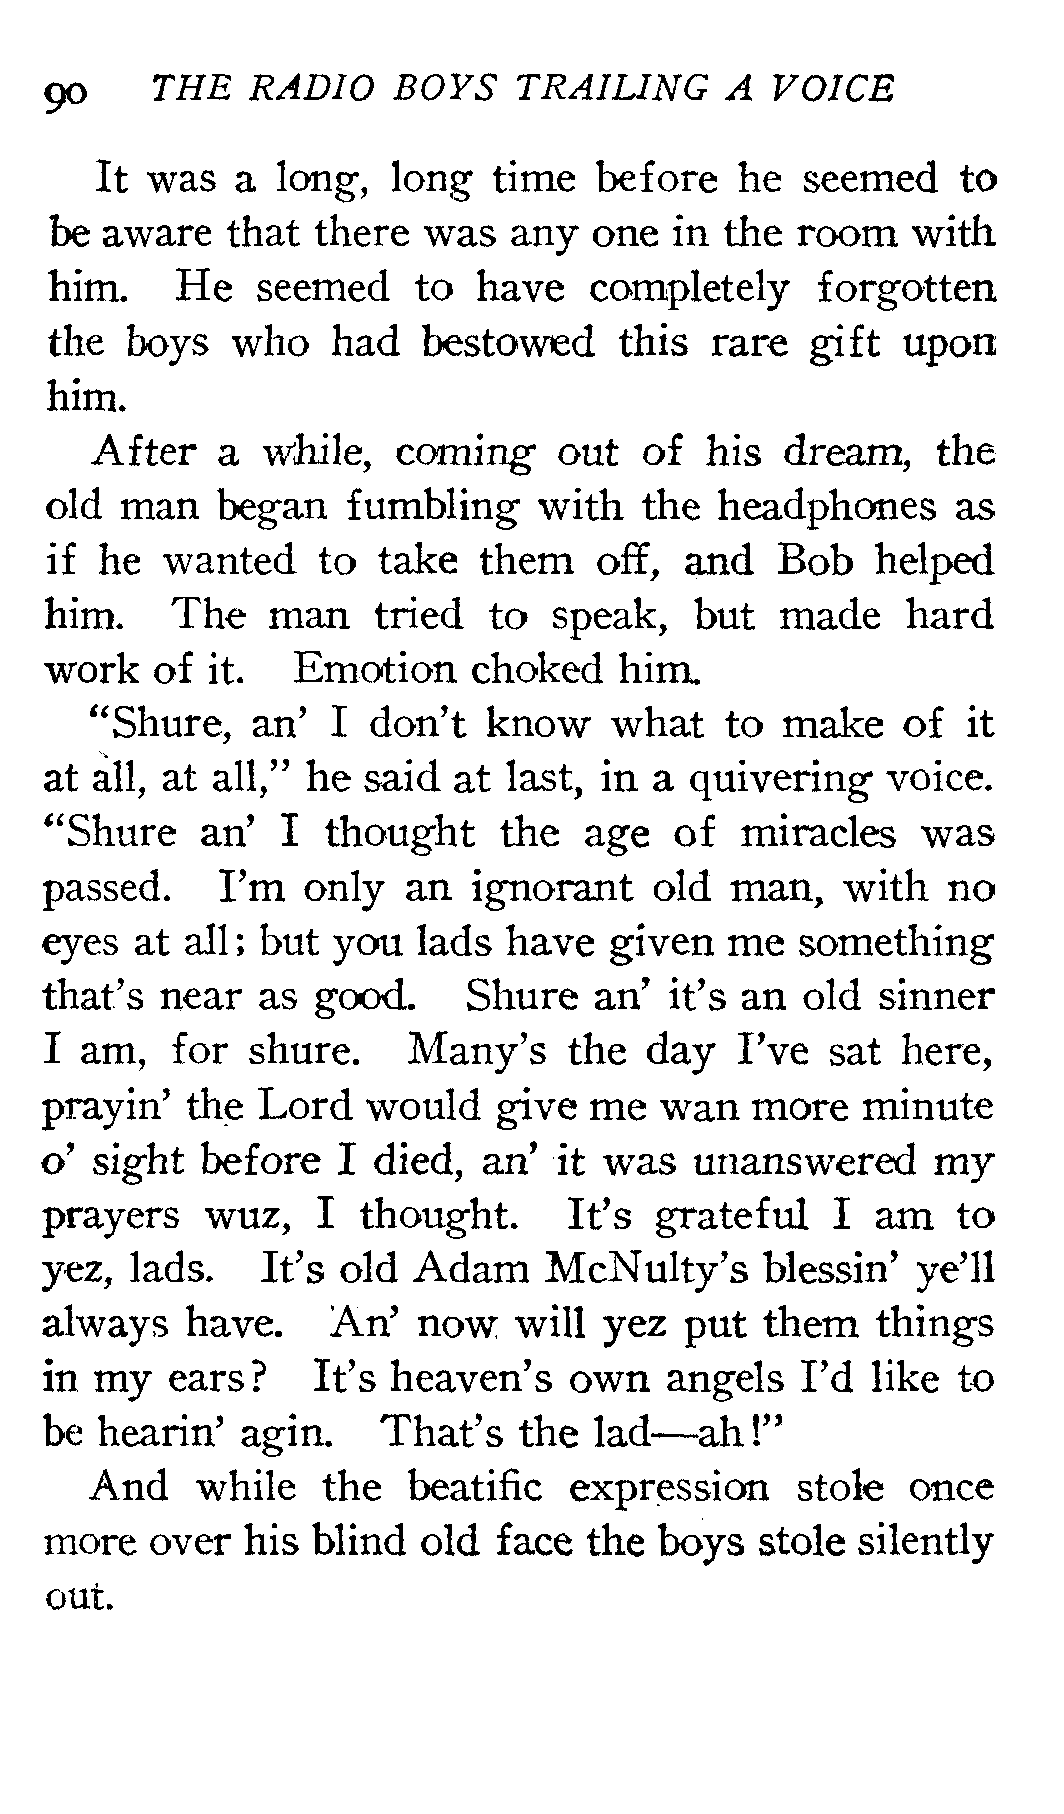 90 THE RADIO BOYS TRAILING A VOICE
It was a long, long time before he seemed to
be aware that there was any one in the room with
him. He seemed to have completely forgotten
the boys who had bestowed this rare gift upon
him.
After a while, coming out of his dream, the
old man began fumbling with the headphones as
if he wanted to take them off, and Bob helped
him. The man tried to speak, but made hard
work of it. Emotion choked him.
“Shure, an’ I don’t know what to make of it
at all, at all,” he said at last, in a quivering voice.
“Shure an’ I thought the age of miracles was
passed. I’m only an ignorant old man, with no
eyes at all; but you lads have given me something
that’s near as good. Shure an’ it’s an old sinner
I am, for shure. Many’s the day I’ve sat here,
prayin’ the Lord would give me wan more minute
o’ sight before I died, an’ it was unanswered my
prayers wuz, I thought. It’s grateful I am to
yez, lads. It’s old Adam McNulty’s blessin’ ye’ll
always have. An’ now will yez put them things
in my ears? It’s heaven’s own angels I’d like to
be hearin’ agin. That’s the lad—ah!”
And while the beatific expression stole once
more over his blind old face the boys stole silently
out.